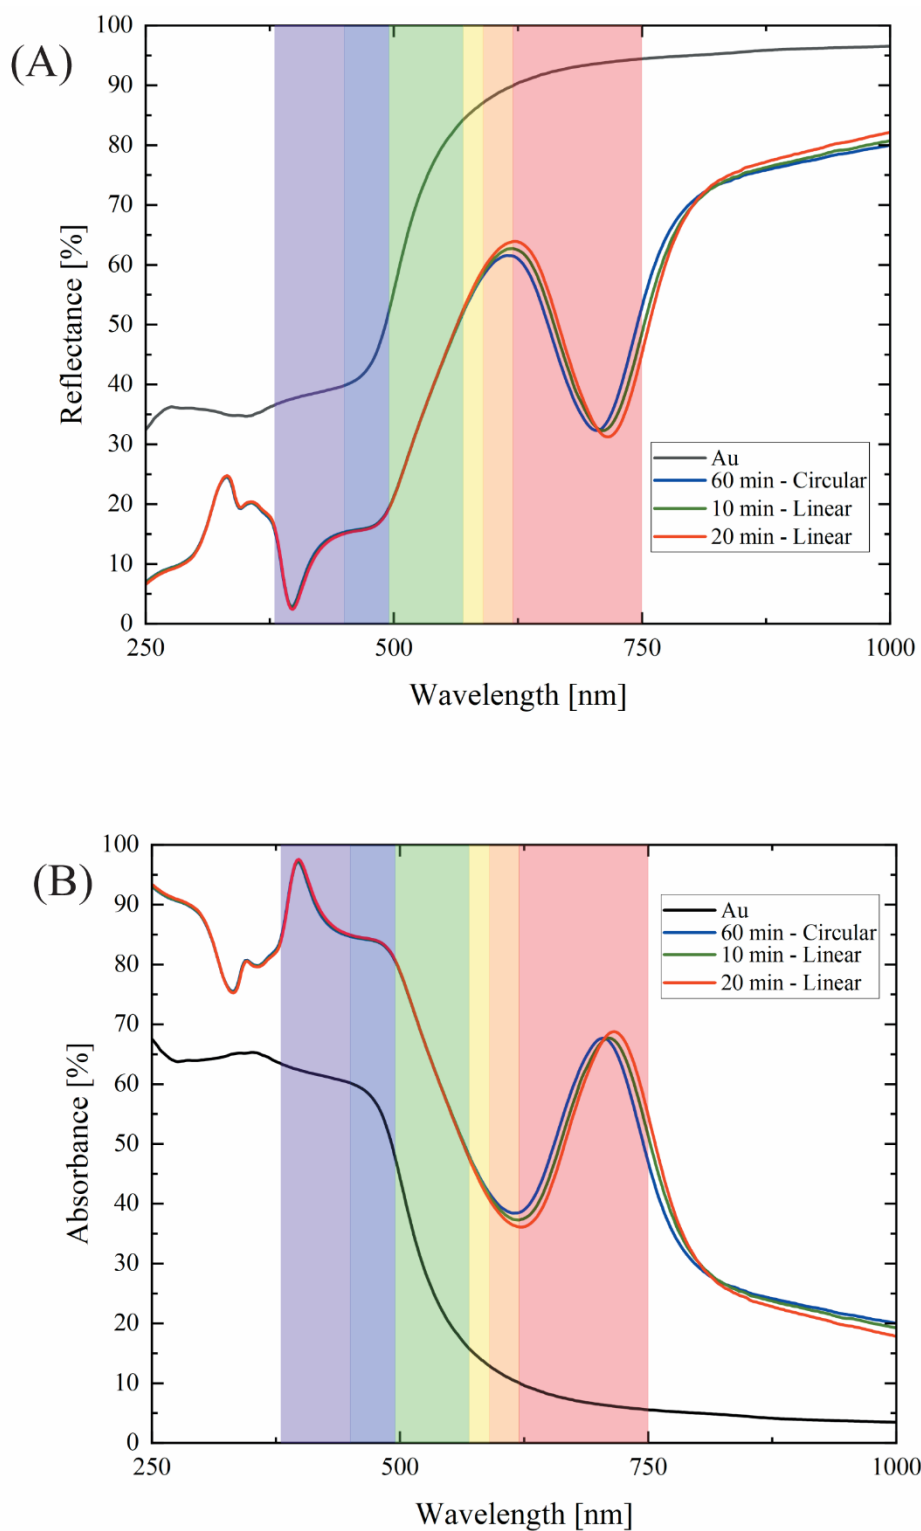 (A)
Reflectance [%]
100
90
80
70
60
50
40
30
20
10
0
Au
60 min - Circular
10 min - Linear
20 min - Linear
250
500
750
1000
Wavelength [nm]
(B)
Absorbance [%]
100
90
80
70
60
50
40
30
20
10
0
Au
60 min - Circular
10 min - Linear
20 min - Linear
250
500
750
1000
Wavelength [nm]